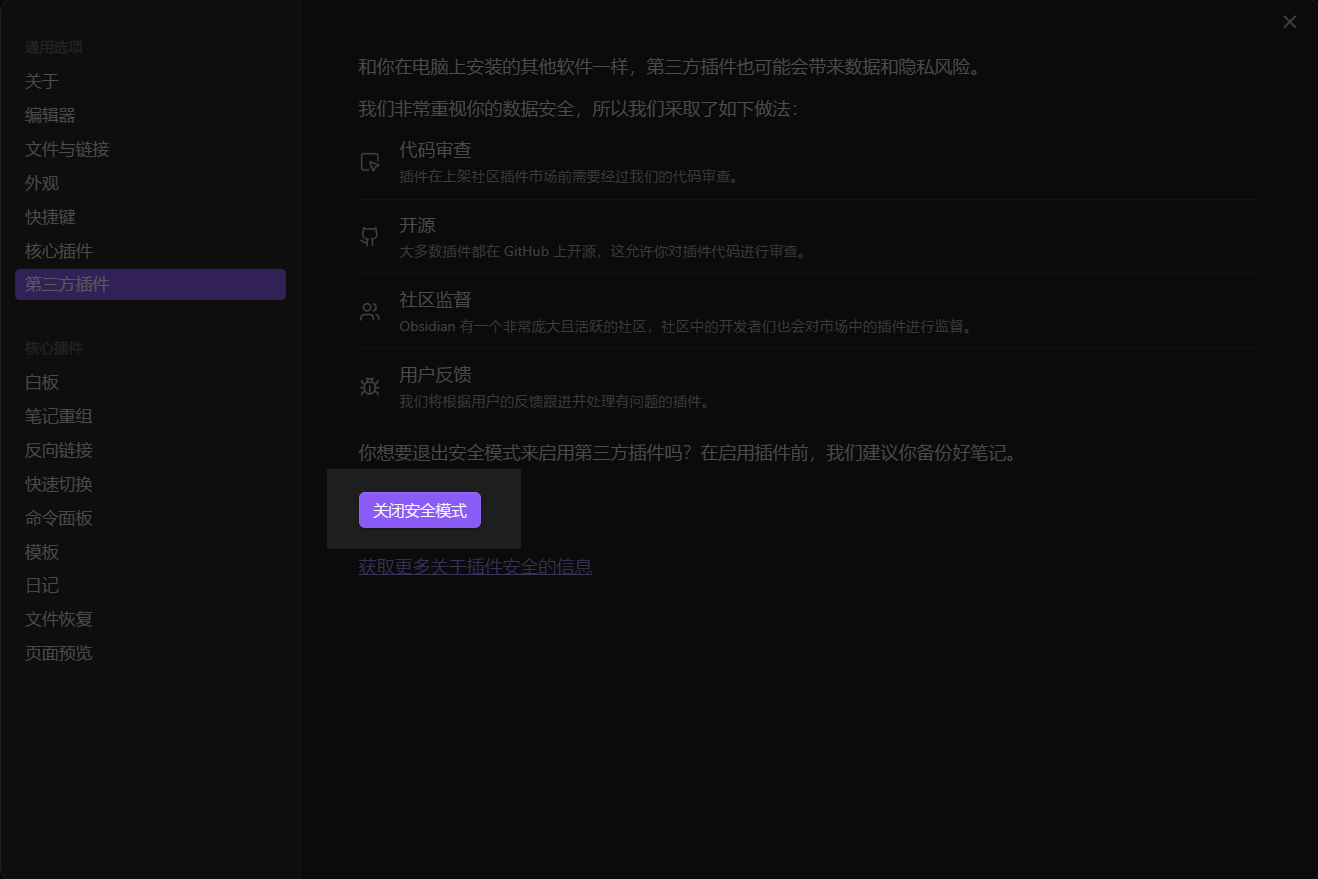 通用选项
关于
编辑器
文件与链接
外观
快捷键
核心插件
第三方插件
核心插件
白板
笔记重组
反向链接
快速切换
命令面板
模板
日记
文件恢复
页面预览
和你在电脑上安装的其他软件一样，第三方插件也可能会带来数据和隐私风险。
我们非常重视你的数据安全，所以我们采取了如下做法：
代码审查
插件在上架社区插件市场前需要经过我们的代码审查。
开源
大多数插件都在 GitHub 上开源，这允许你对插件代码进行审查。
社区监督
Obsidian 有一个非常庞大且活跃的社区，社区中的开发者们也会对市场中的插件进行监督。
用户反馈
我们将根据用户的反馈跟进并处理有问题的插件。
你想要退出安全模式来启用第三方插件吗？在启用插件前，我们建议你备份好笔记。
关闭安全模式
获取更多关于插件安全的信息